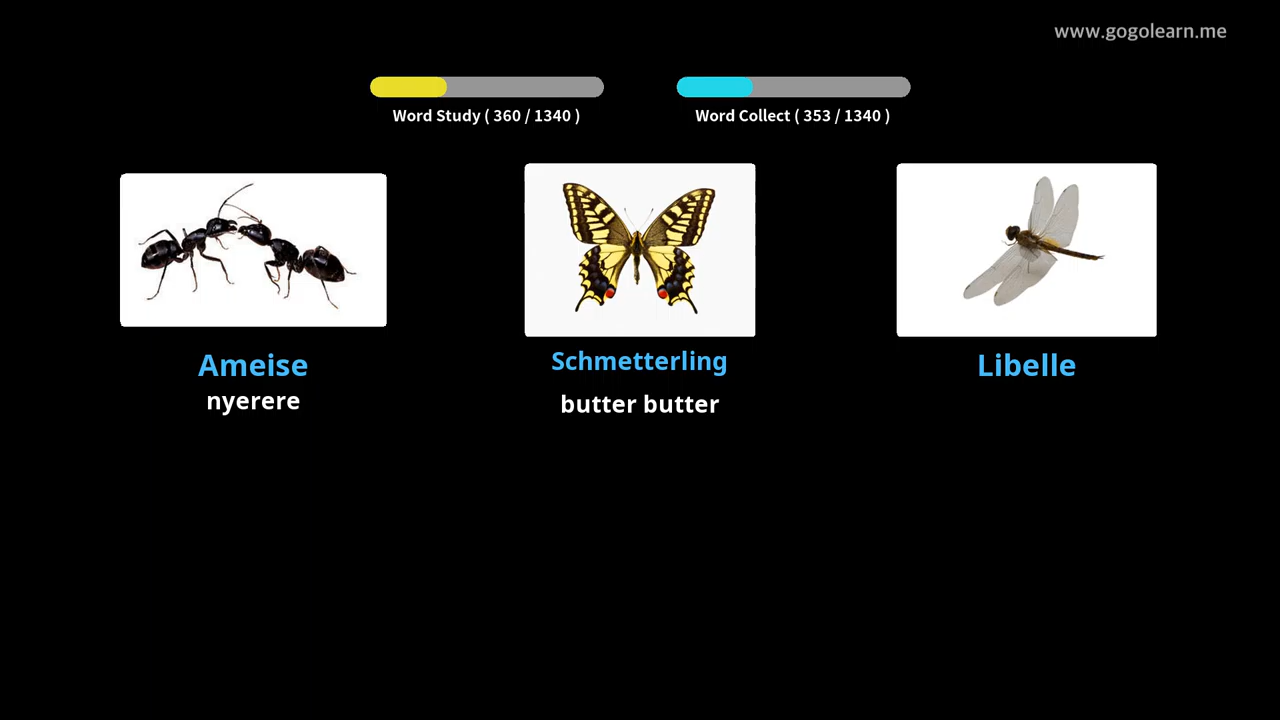 www.gogolearn.me
Word Study ( 360 / 1340 )
Word Collect ( 353 / 1340 )
Ameise
nyerere
Schmetterling
butter butter
Libelle